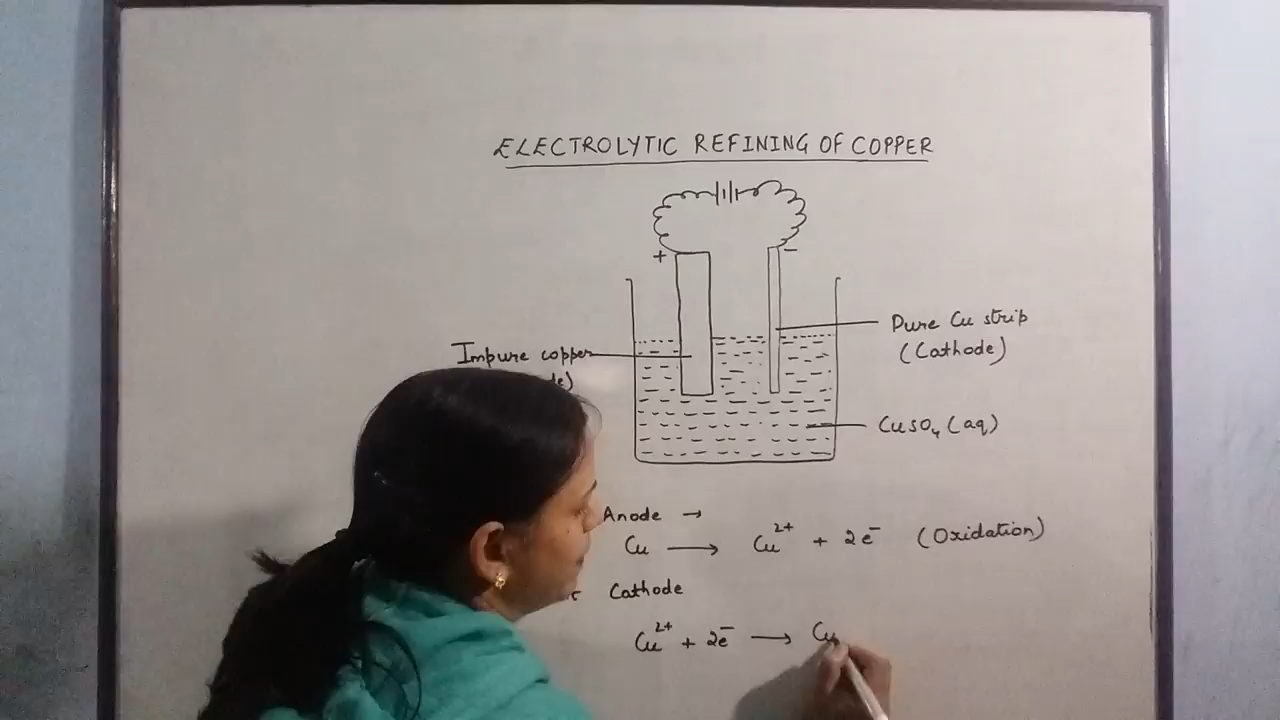 ELECTROLYTIC REFINING OF COPPER
+ −
Pure Cu strip
(Cathode)
Impure copper
CuSO₄ (aq)
Anode →
Cu ⟶ Cu²⁺ + 2e⁻ (Oxidation)
Cathode
Cu²⁺ + 2e⁻ ⟶ Cu